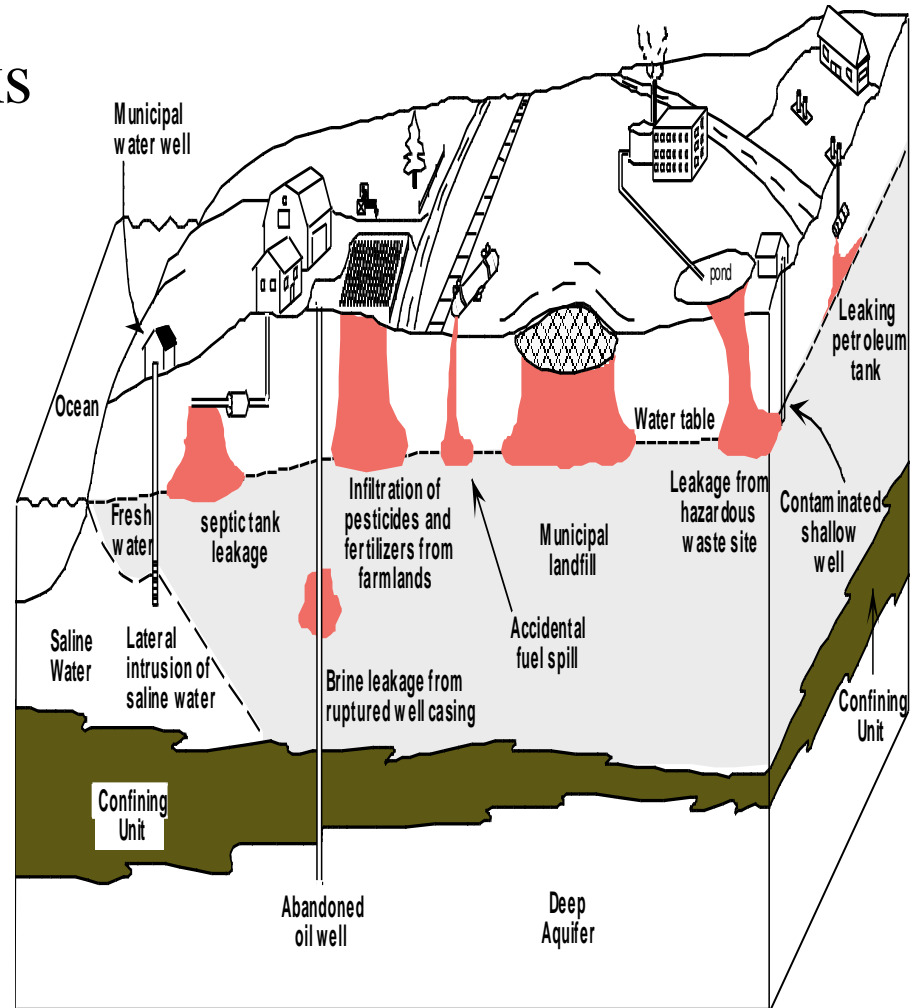 Municipal
water well
pond
Ocean
Leaking
petroleum
tank
Water table
Fresh
water
septic tank
leakage
Infiltration of
pesticides and
fertilizers from
farmlands
Municipal
landfill
Leakage from
hazardous
waste site
Contaminated
shallow
well
Accidental
fuel spill
Saline
Water
Lateral
intrusion of
saline water
Brine leakage from
ruptured well casing
Confining
Unit
Confining
Unit
Abandoned
oil well
Deep
Aquifer